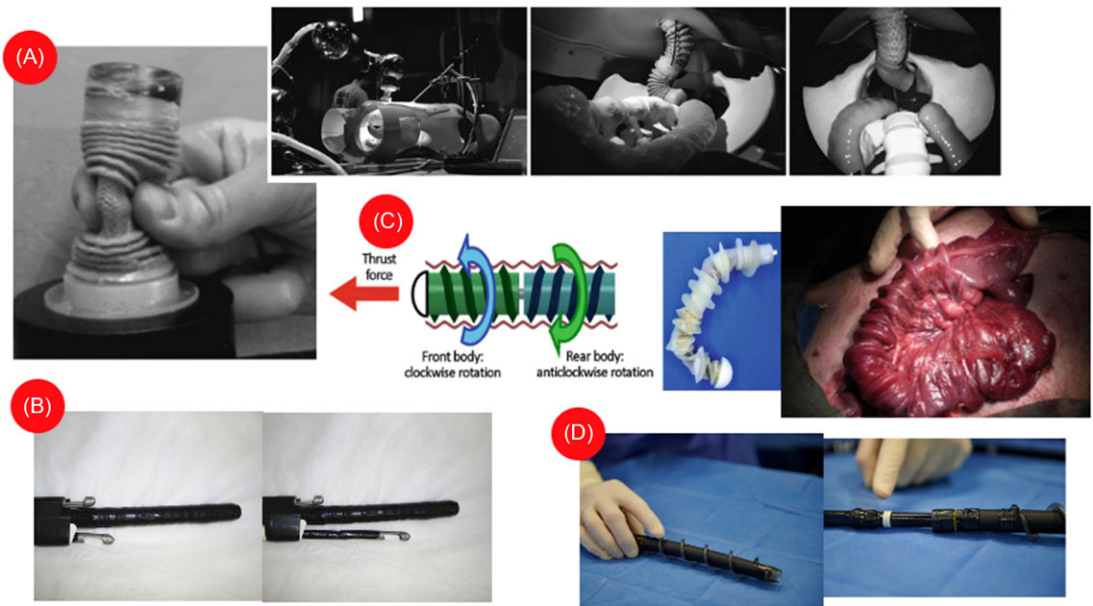 (A)
(C)
Thrust
force
Front body:
clockwise rotation
Rear body:
anticlockwise rotation
(B)
(D)